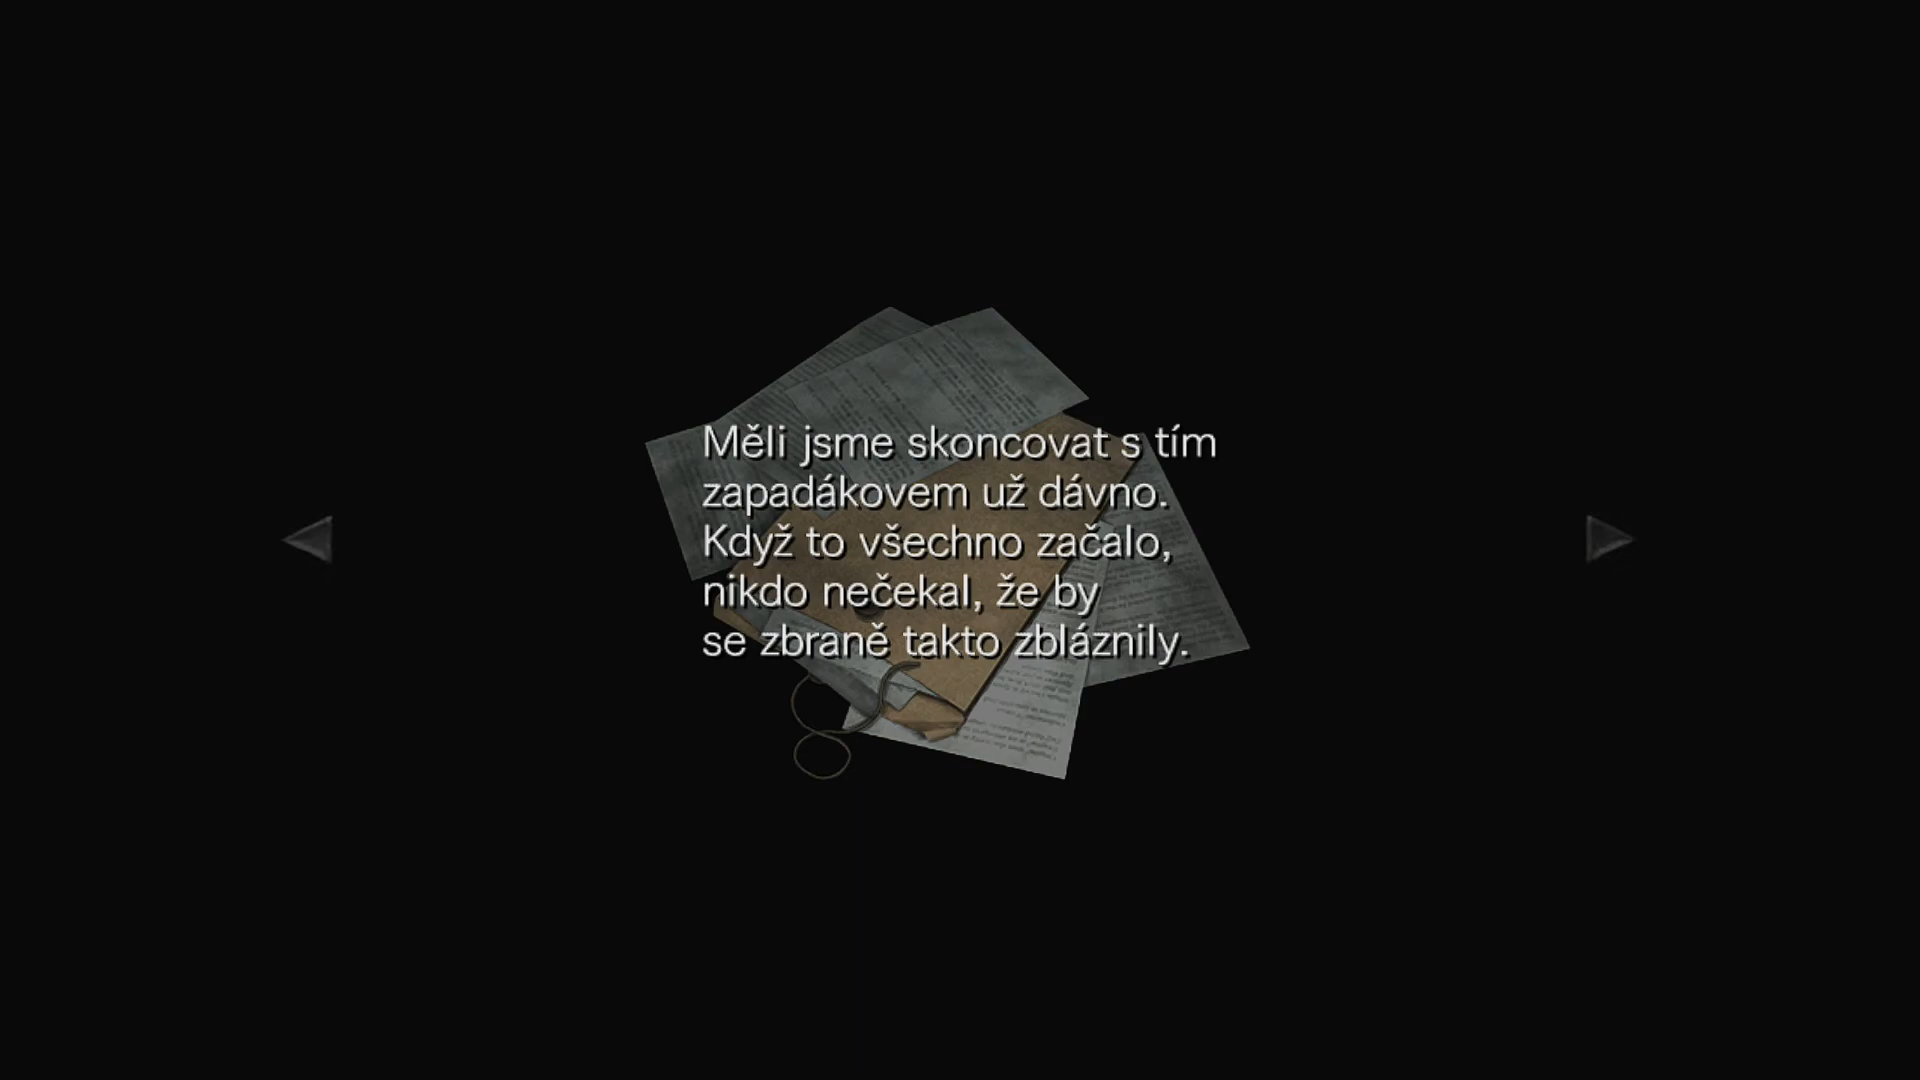 Měli jsme skoncovat s tím
zapadákovem už dávno.
Když to všechno začalo,
nikdo nečekal, že by
se zbraně takto zbláznily.